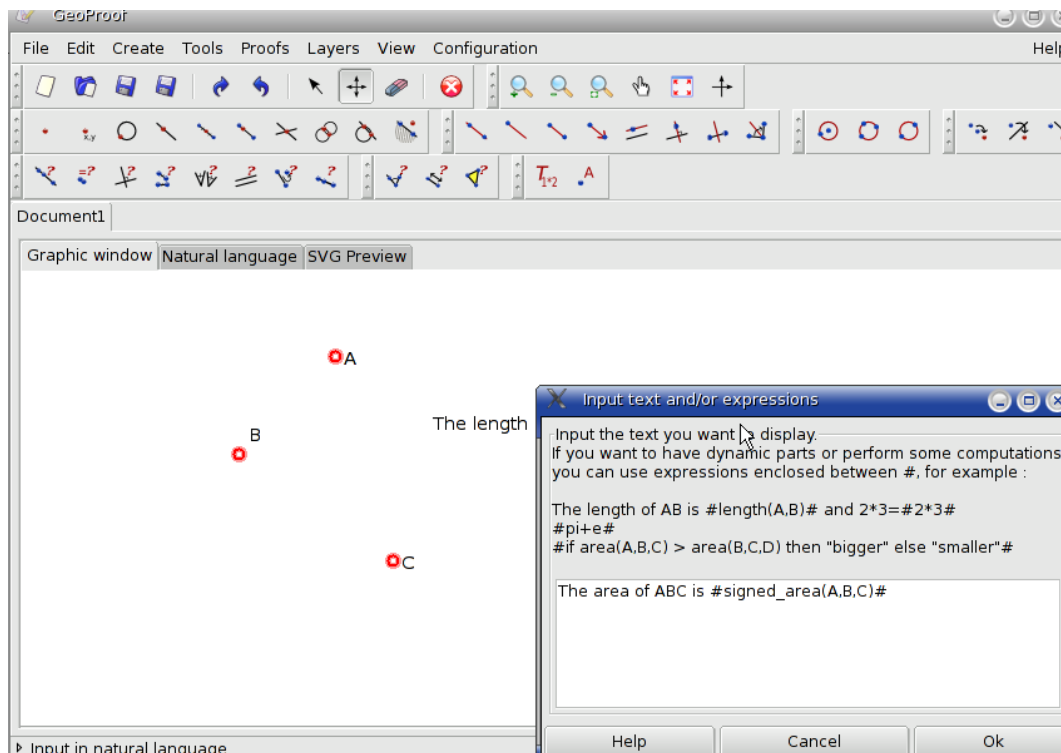 GeoProof
File Edit Create Tools Proofs Layers View Configuration Help
x,y
? =? ? ? ? ? ? ? ? ? ? T1*2 A
Document1
Graphic window Natural language SVG Preview
A
B
The length
C
Input text and/or expressions
Input the text you want display.
If you want to have dynamic parts or perform some computations
you can use expressions enclosed between #, for example :
The length of AB is #length(A,B)# and 2*3=#2*3#
#pi+e#
#if area(A,B,C) > area(B,C,D) then "bigger" else "smaller"#
The area of ABC is #signed_area(A,B,C)#
Help Cancel Ok
Input in natural language